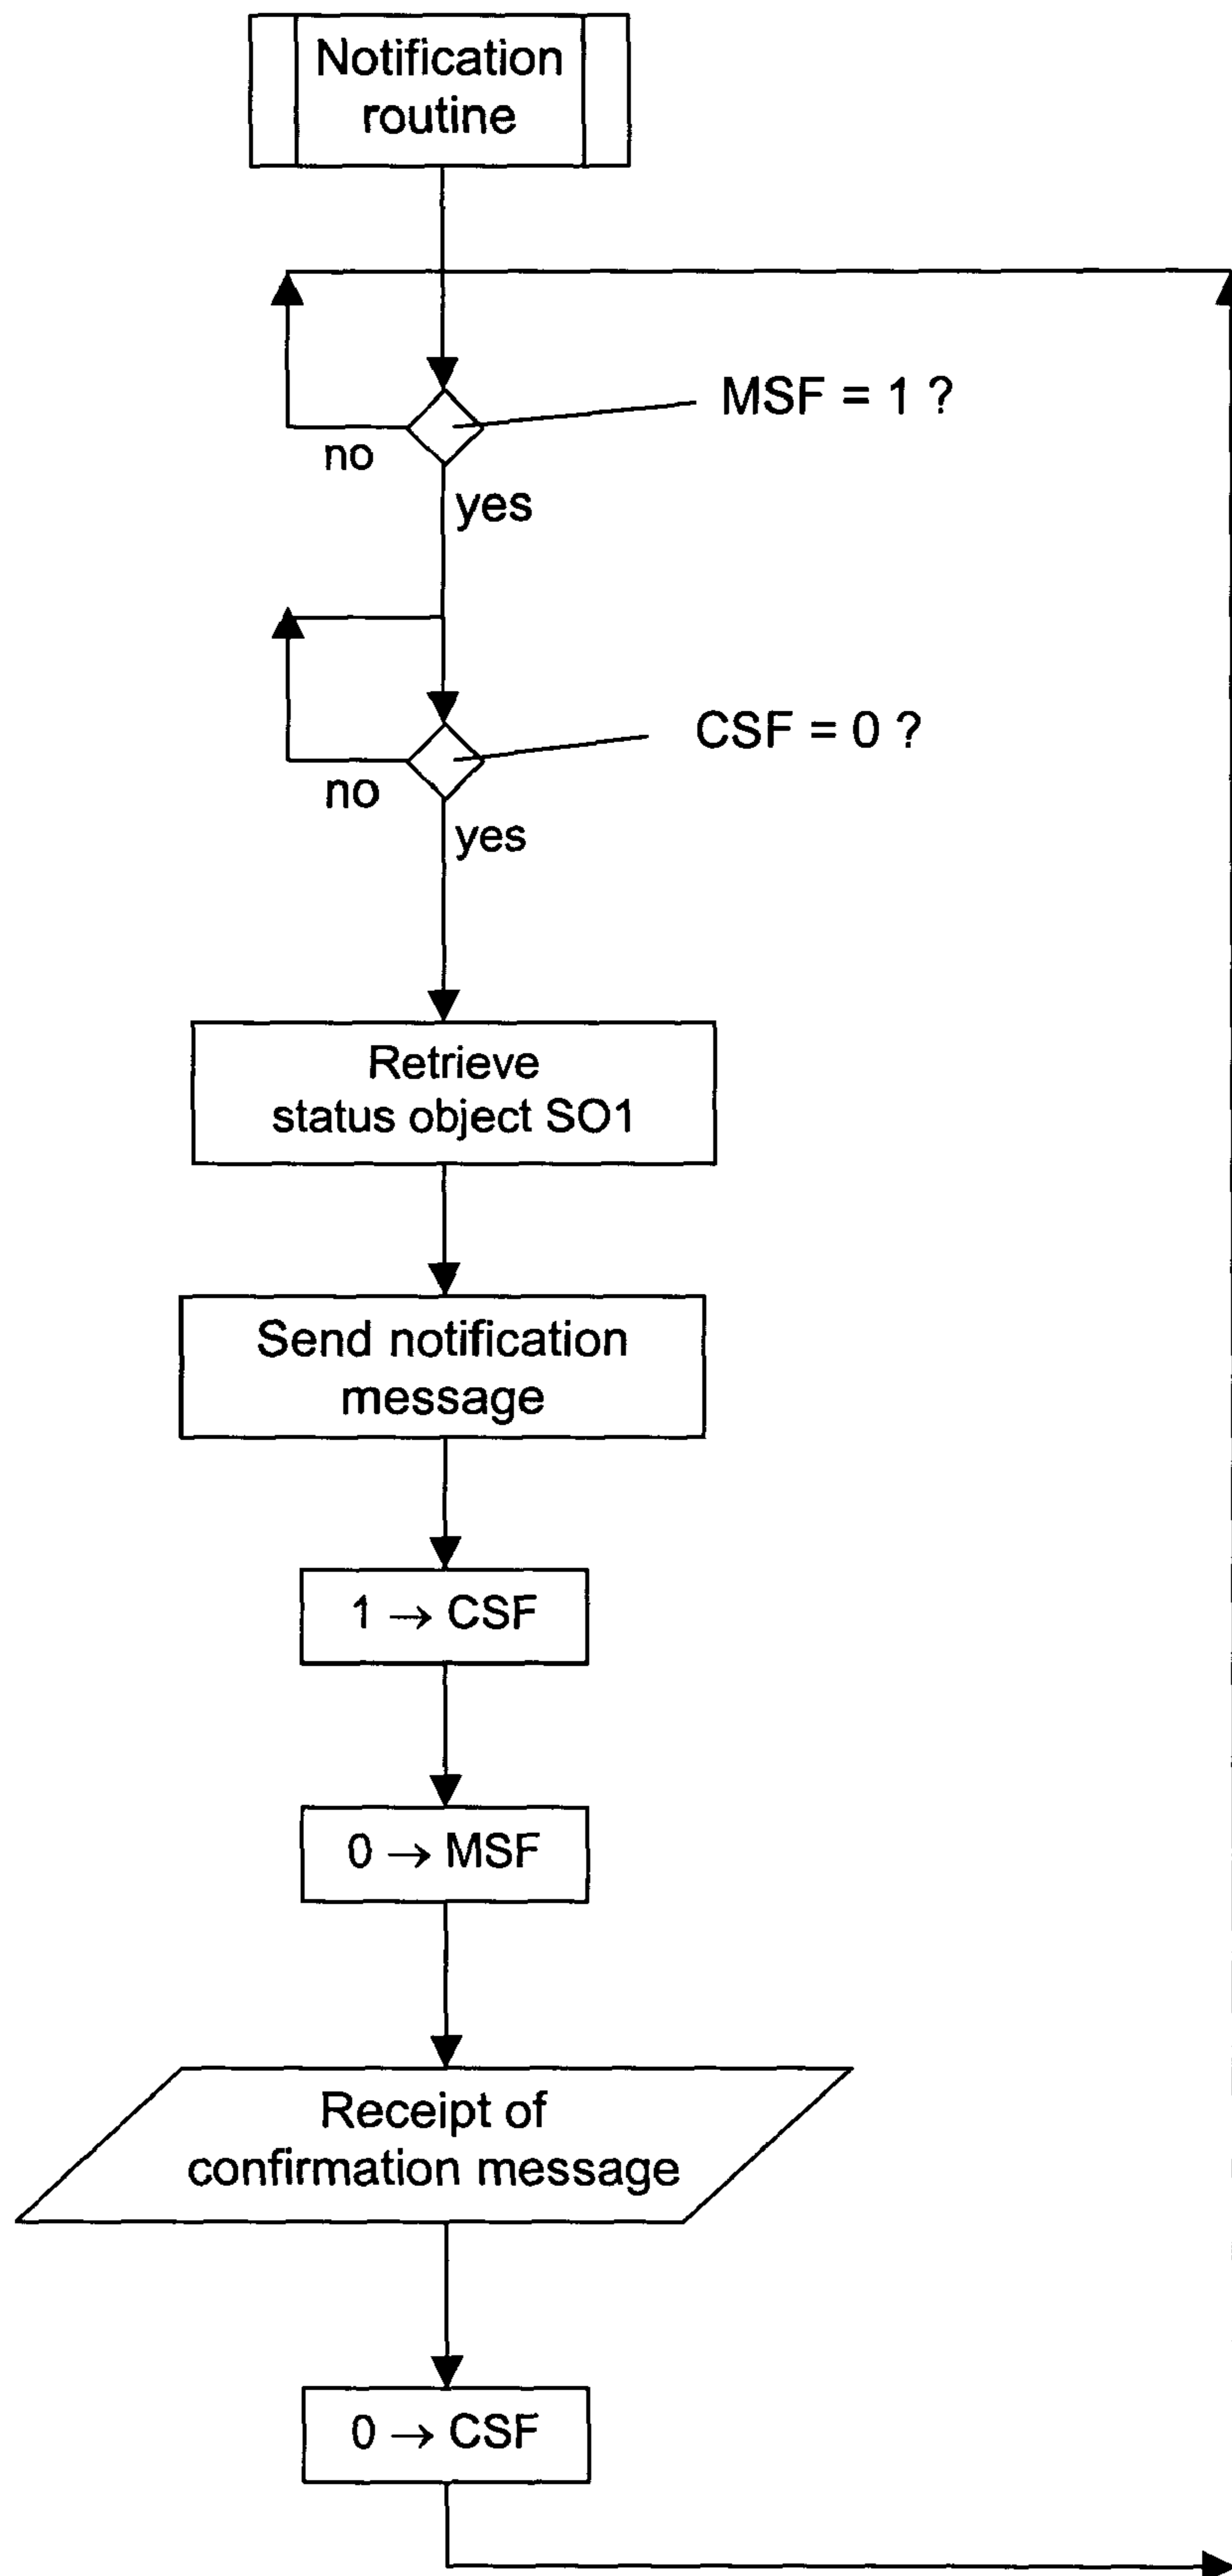 Notification
routine
MSF = 1 ?
no
yes
CSF = 0 ?
no
yes
Retrieve
status object SO1
Send notification
message
1 → CSF
0 → MSF
Receipt of
confirmation message
0 → CSF